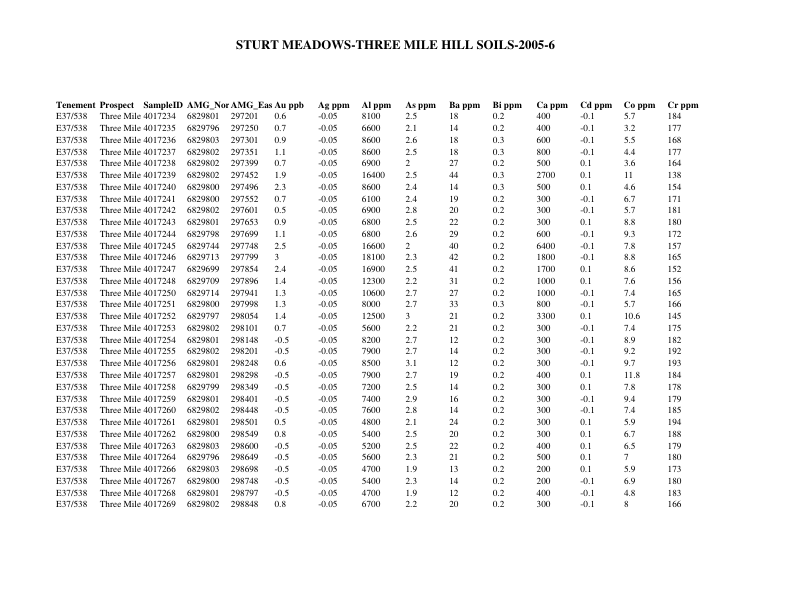 STURT MEADOWS-THREE MILE HILL SOILS-2005-6
Tenement Prospect SampleID AMG_Nor AMG_Eas Au ppb Ag ppm Al ppm As ppm Ba ppm Bi ppm Ca ppm Cd ppm Co ppm Cr ppm
E37/538 Three Mile 4017234 6829801 297201 0.6 -0.05 8100 2.5 18 0.2 400 -0.1 5.7 184
E37/538 Three Mile 4017235 6829796 297250 0.7 -0.05 6600 2.1 14 0.2 400 -0.1 3.2 177
E37/538 Three Mile 4017236 6829803 297301 0.9 -0.05 8600 2.6 18 0.3 600 -0.1 5.5 168
E37/538 Three Mile 4017237 6829802 297351 1.1 -0.05 8600 2.5 18 0.3 800 -0.1 4.4 177
E37/538 Three Mile 4017238 6829802 297399 0.7 -0.05 6900 2 27 0.2 500 0.1 3.6 164
E37/538 Three Mile 4017239 6829802 297452 1.9 -0.05 16400 2.5 44 0.3 2700 0.1 11 138
E37/538 Three Mile 4017240 6829800 297496 2.3 -0.05 8600 2.4 14 0.3 500 0.1 4.6 154
E37/538 Three Mile 4017241 6829800 297552 0.7 -0.05 6100 2.4 19 0.2 300 -0.1 6.7 171
E37/538 Three Mile 4017242 6829802 297601 0.5 -0.05 6900 2.8 20 0.2 300 -0.1 5.7 181
E37/538 Three Mile 4017243 6829801 297653 0.9 -0.05 6800 2.5 22 0.2 300 0.1 8.8 180
E37/538 Three Mile 4017244 6829798 297699 1.1 -0.05 6800 2.6 29 0.2 600 -0.1 9.3 172
E37/538 Three Mile 4017245 6829744 297748 2.5 -0.05 16600 2 40 0.2 6400 -0.1 7.8 157
E37/538 Three Mile 4017246 6829713 297799 3 -0.05 18100 2.3 42 0.2 1800 -0.1 8.8 165
E37/538 Three Mile 4017247 6829699 297854 2.4 -0.05 16900 2.5 41 0.2 1700 0.1 8.6 152
E37/538 Three Mile 4017248 6829709 297896 1.4 -0.05 12300 2.2 31 0.2 1000 0.1 7.6 156
E37/538 Three Mile 4017250 6829714 297941 1.3 -0.05 10600 2.7 27 0.2 1000 -0.1 7.4 165
E37/538 Three Mile 4017251 6829800 297998 1.3 -0.05 8000 2.7 33 0.3 800 -0.1 5.7 166
E37/538 Three Mile 4017252 6829797 298054 1.4 -0.05 12500 3 21 0.2 3300 0.1 10.6 145
E37/538 Three Mile 4017253 6829802 298101 0.7 -0.05 5600 2.2 21 0.2 300 -0.1 7.4 175
E37/538 Three Mile 4017254 6829801 298148 -0.5 -0.05 8200 2.7 12 0.2 300 -0.1 8.9 182
E37/538 Three Mile 4017255 6829802 298201 -0.5 -0.05 7900 2.7 14 0.2 300 -0.1 9.2 192
E37/538 Three Mile 4017256 6829801 298248 0.6 -0.05 8500 3.1 12 0.2 300 -0.1 9.7 193
E37/538 Three Mile 4017257 6829801 298298 -0.5 -0.05 7900 2.7 19 0.2 400 0.1 11.8 184
E37/538 Three Mile 4017258 6829799 298349 -0.5 -0.05 7200 2.5 14 0.2 300 0.1 7.8 178
E37/538 Three Mile 4017259 6829801 298401 -0.5 -0.05 7400 2.9 16 0.2 300 -0.1 9.4 179
E37/538 Three Mile 4017260 6829802 298448 -0.5 -0.05 7600 2.8 14 0.2 300 -0.1 7.4 185
E37/538 Three Mile 4017261 6829801 298501 0.5 -0.05 4800 2.1 24 0.2 300 0.1 5.9 194
E37/538 Three Mile 4017262 6829800 298549 0.8 -0.05 5400 2.5 20 0.2 300 0.1 6.7 188
E37/538 Three Mile 4017263 6829803 298600 -0.5 -0.05 5200 2.5 22 0.2 400 0.1 6.5 179
E37/538 Three Mile 4017264 6829796 298649 -0.5 -0.05 5600 2.3 21 0.2 500 0.1 7 180
E37/538 Three Mile 4017266 6829803 298698 -0.5 -0.05 4700 1.9 13 0.2 200 0.1 5.9 173
E37/538 Three Mile 4017267 6829800 298748 -0.5 -0.05 5400 2.3 14 0.2 200 -0.1 6.9 180
E37/538 Three Mile 4017268 6829801 298797 -0.5 -0.05 4700 1.9 12 0.2 400 -0.1 4.8 183
E37/538 Three Mile 4017269 6829802 298848 0.8 -0.05 6700 2.2 20 0.2 300 -0.1 8 166